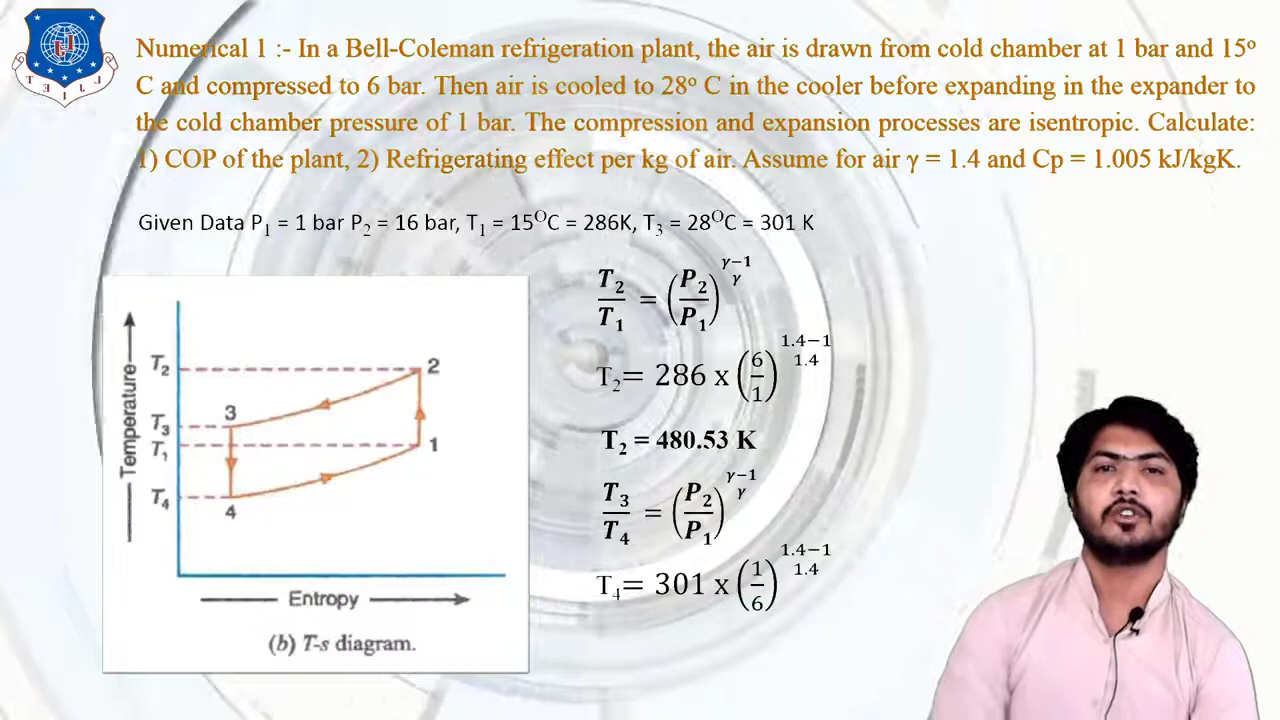 Numerical 1 :- In a Bell-Coleman refrigeration plant, the air is drawn from cold chamber at 1 bar and 15° C and compressed to 6 bar. Then air is cooled to 28° C in the cooler before expanding in the expander to the cold chamber pressure of 1 bar. The compression and expansion processes are isentropic. Calculate: 1) COP of the plant, 2) Refrigerating effect per kg of air. Assume for air γ = 1.4 and Cp = 1.005 kJ/kgK.
Given Data P₁ = 1 bar P₂ = 16 bar, T₁ = 15ᴼC = 286K, T₃ = 28ᴼC = 301 K
T₂/T₁ = (P₂/P₁)^((γ−1)/γ)
T₂= 286 x (6/1)^((1.4−1)/1.4)
T₂ = 480.53 K
T₃/T₄ = (P₂/P₁)^((γ−1)/γ)
T₄= 301 x (1/6)^((1.4−1)/1.4)
Temperature
T₂
T₃
T₁
T₄
2
3
1
4
Entropy
(b) T-s diagram.